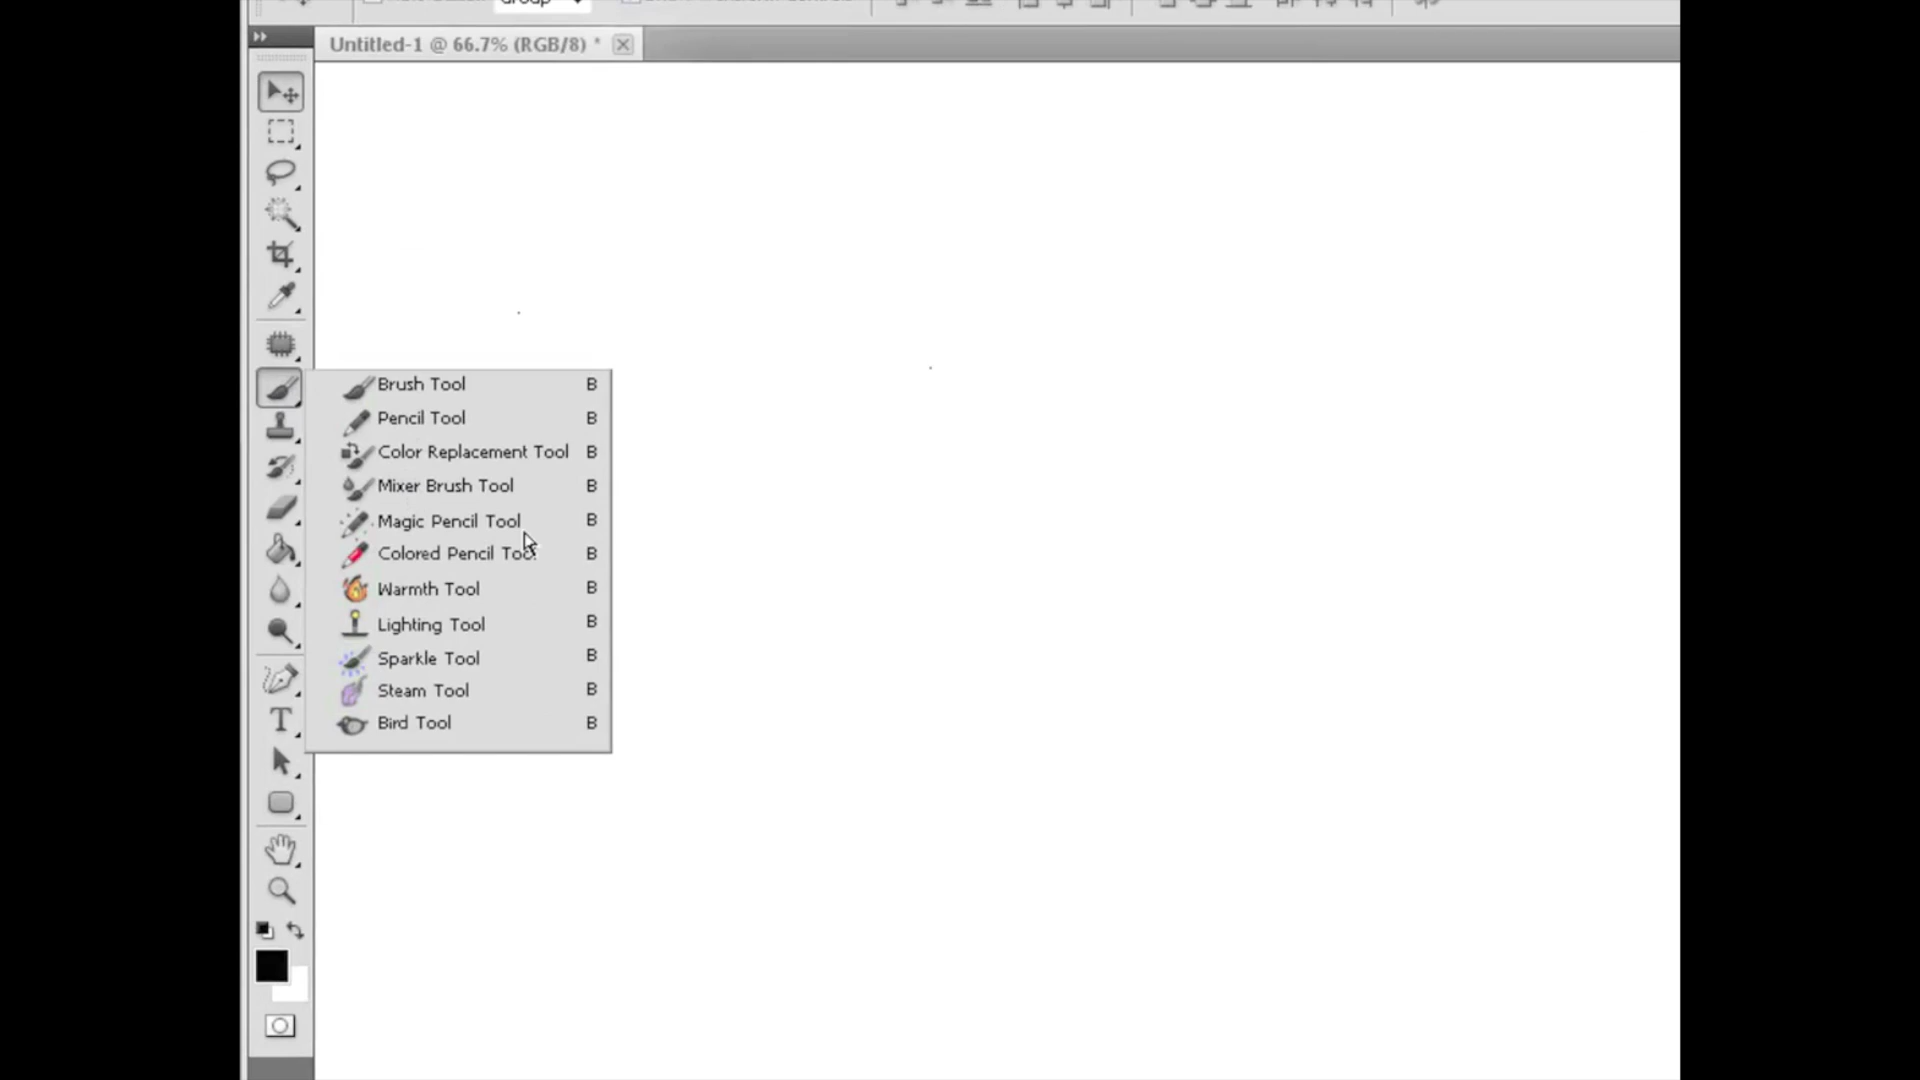 Group
Untitled-1 @ 66.7% (RGB/8) *
Brush Tool B
Pencil Tool B
Color Replacement Tool B
Mixer Brush Tool B
Magic Pencil Tool B
Colored Pencil Tool B
Warmth Tool B
Lighting Tool B
Sparkle Tool B
Steam Tool B
Bird Tool B
T